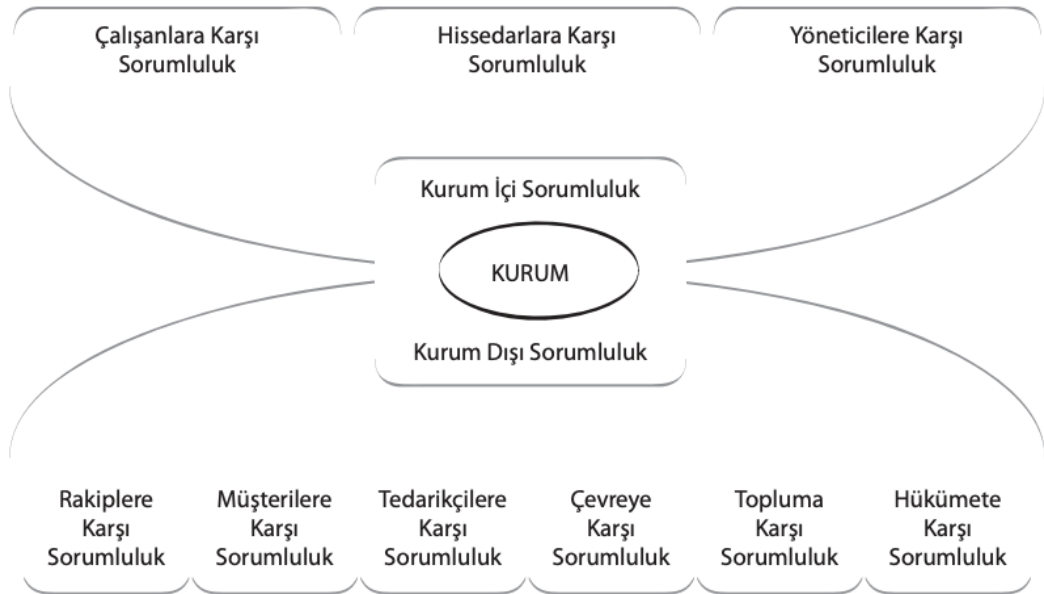 Çalışanlara Karşı
Sorumluluk
Hissedarlara Karşı
Sorumluluk
Yöneticilere Karşı
Sorumluluk
Kurum İçi Sorumluluk
KURUM
Kurum Dışı Sorumluluk
Rakiplere
Karşı
Sorumluluk
Müşterilere
Karşı
Sorumluluk
Tedarikçilere
Karşı
Sorumluluk
Çevreye
Karşı
Sorumluluk
Topluma
Karşı
Sorumluluk
Hükümete
Karşı
Sorumluluk